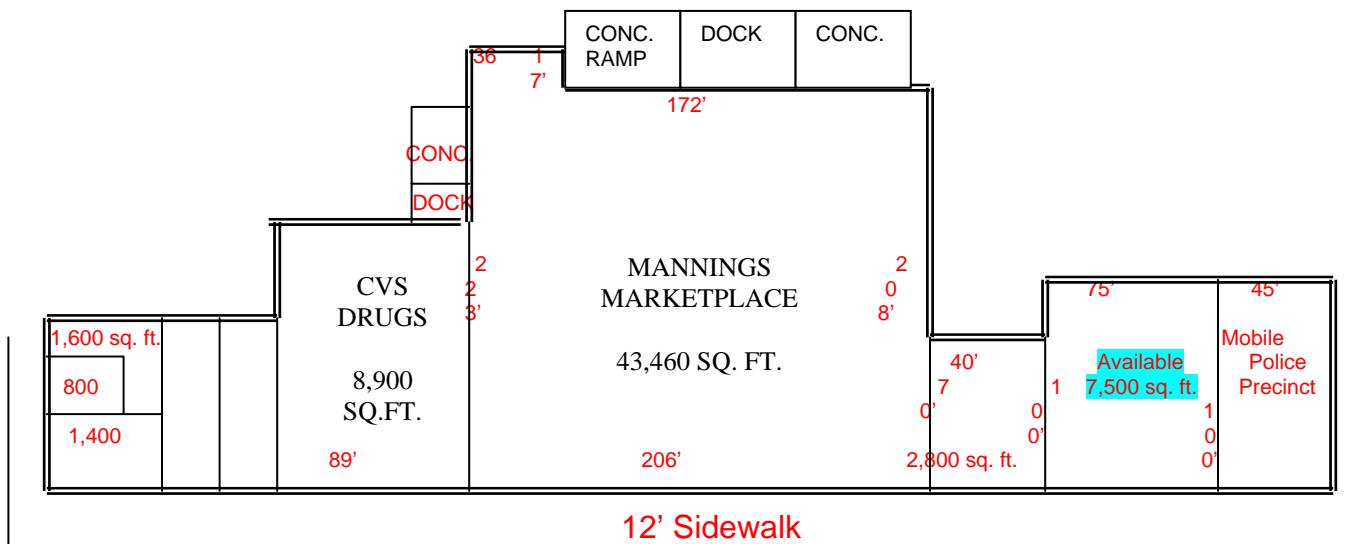 CONC.
RAMP
DOCK
CONC.
36
1
7’
172’
CONC.
DOCK
CVS
DRUGS
8,900
SQ.FT.
89’
2
2
3’
MANNINGS
MARKETPLACE
43,460 SQ. FT.
206’
2
0
8’
1,600 sq. ft.
800
1,400
40’
7
0’
2,800 sq. ft.
1
0
0’
75’
Available
7,500 sq. ft.
1
0
0’
45’
Mobile
Police
Precinct
12’ Sidewalk